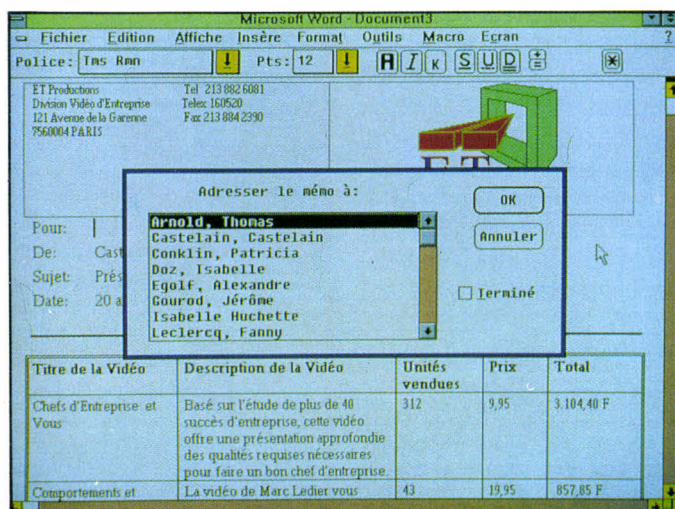 Microsoft Word - Document3
Fichier Edition Affiche Insère Format Outils Macro Ecran ?
Police: Tms Rmn Pts: 12 G I K S U D
ET Productions
Division Vidéo d'Entreprise
121 Avenue de la Garenne
7560004 PARIS
Tel 213 882 6081
Telex 160520
Fax 213 884 2390
E T
Adresser le mémo à:
Arnold, Thomas
Castelain, Castelain
Conklin, Patricia
Doz, Isabelle
Egolf, Alexandre
Gourod, Jérôme
Isabelle Huchette
Leclercq, Fanny
OK
Annuler
Terminé
Pour:
De: Cast
Sujet: Prés
Date: 20 a
Titre de la Vidéo Description de la Vidéo Unités vendues Prix Total
Chefs d'Entreprise et
Vous
Basé sur l'étude de plus de 40
succès d'entreprise, cette vidéo
offre une présentation approfondie
des qualités requises nécessaires
pour faire un bon chef d'entreprise.
312 9,95 3.104,40 F
Comportements et La vidéo de Marc Ledier vous 43 19,95 857,85 F